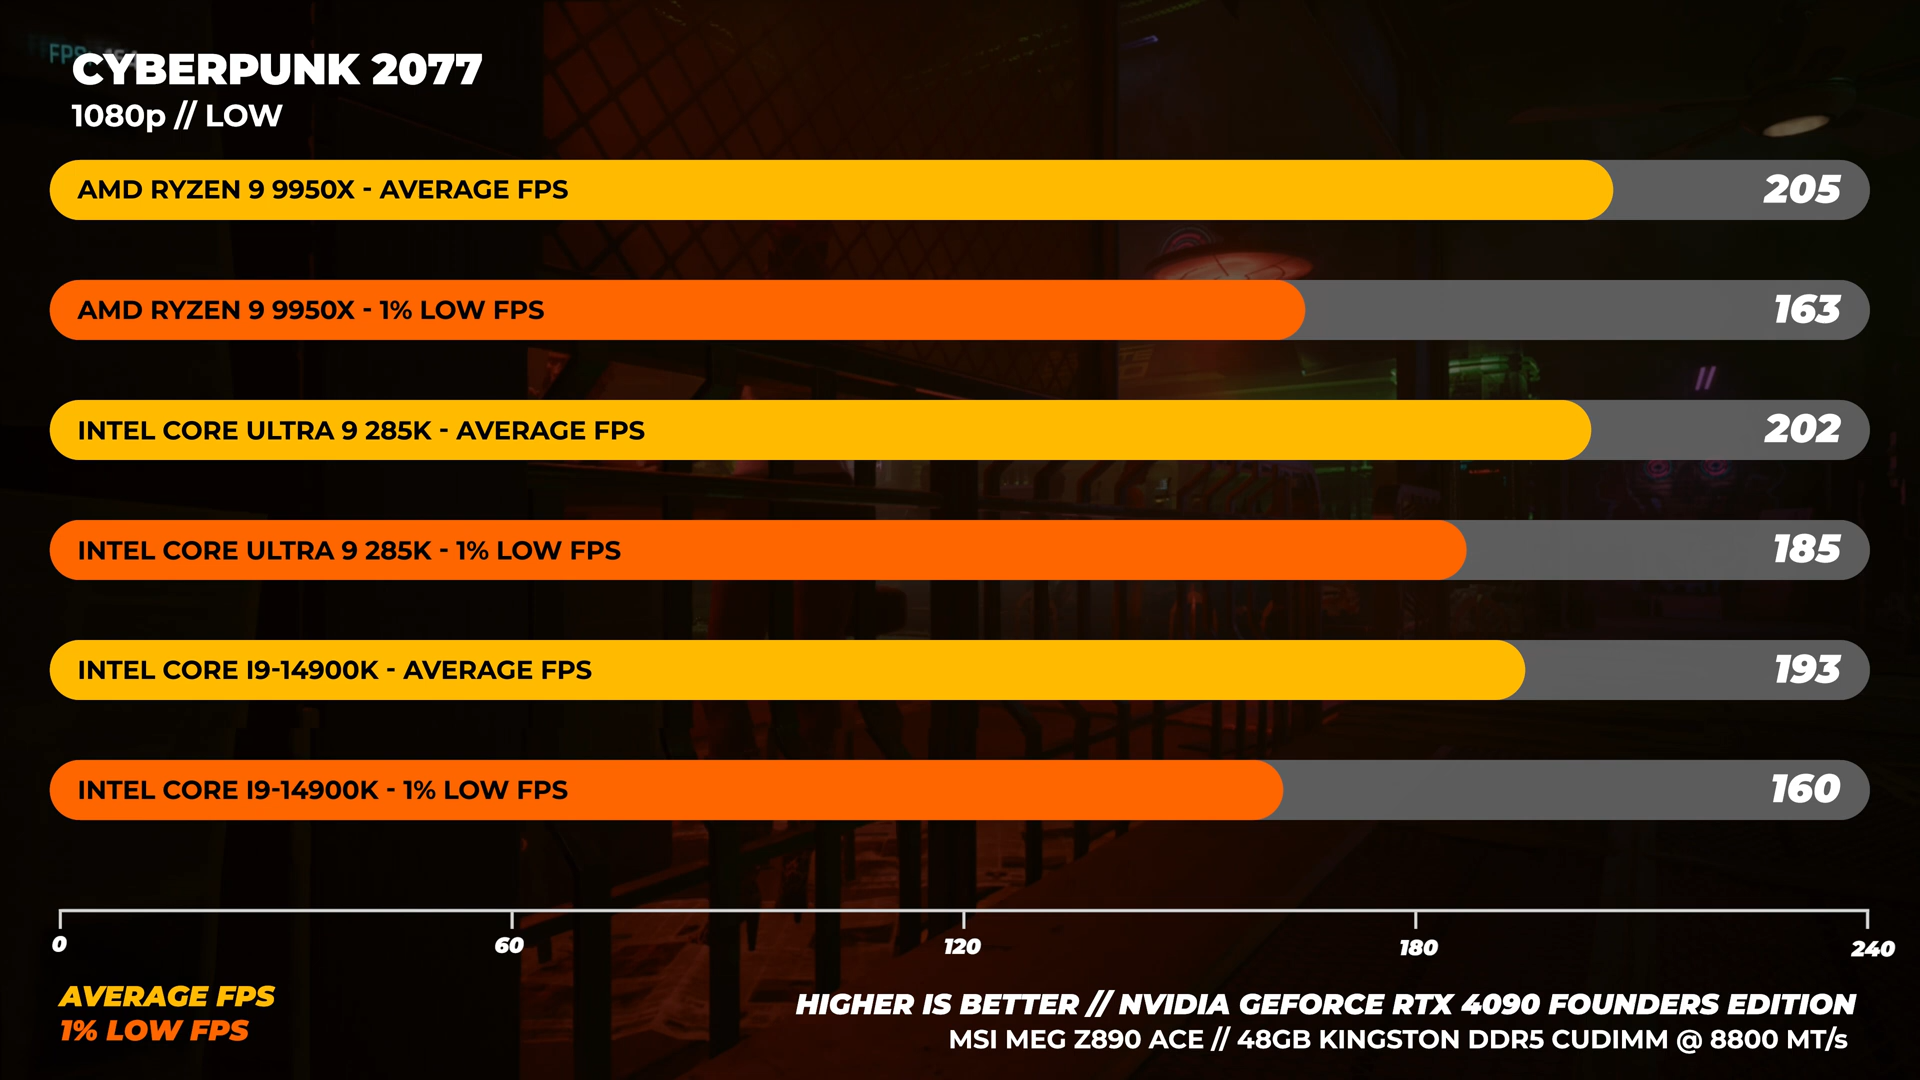 CYBERPUNK 2077
1080p // LOW
AMD RYZEN 9 9950X - AVERAGE FPS 205
AMD RYZEN 9 9950X - 1% LOW FPS 163
INTEL CORE ULTRA 9 285K - AVERAGE FPS 202
INTEL CORE ULTRA 9 285K - 1% LOW FPS 185
INTEL CORE I9-14900K - AVERAGE FPS 193
INTEL CORE I9-14900K - 1% LOW FPS 160
0 60 120 180 240
AVERAGE FPS
1% LOW FPS
HIGHER IS BETTER // NVIDIA GEFORCE RTX 4090 FOUNDERS EDITION
MSI MEG Z890 ACE // 48GB KINGSTON DDR5 CUDIMM @ 8800 MT/s